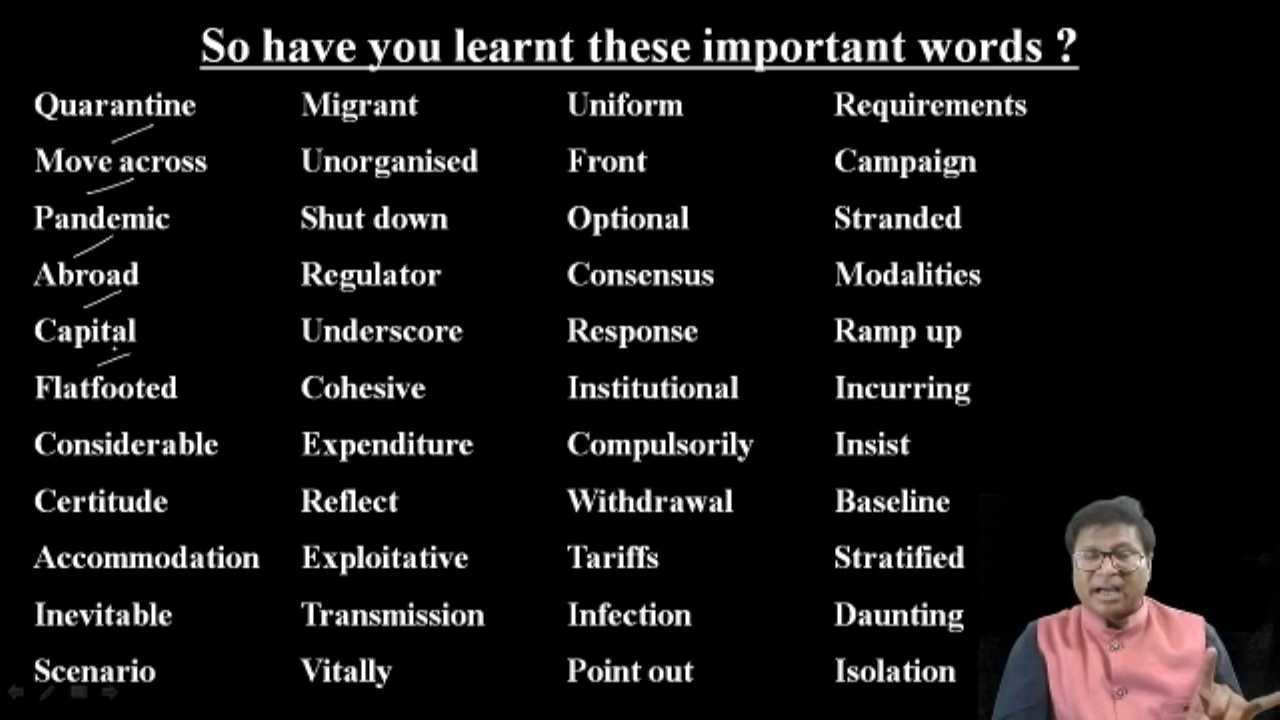 So have you learnt these important words ?
Quarantine Migrant Uniform Requirements
Move across Unorganised Front Campaign
Pandemic Shut down Optional Stranded
Abroad Regulator Consensus Modalities
Capital Underscore Response Ramp up
Flatfooted Cohesive Institutional Incurring
Considerable Expenditure Compulsorily Insist
Certitude Reflect Withdrawal Baseline
Accommodation Exploitative Tariffs Stratified
Inevitable Transmission Infection Daunting
Scenario Vitally Point out Isolation